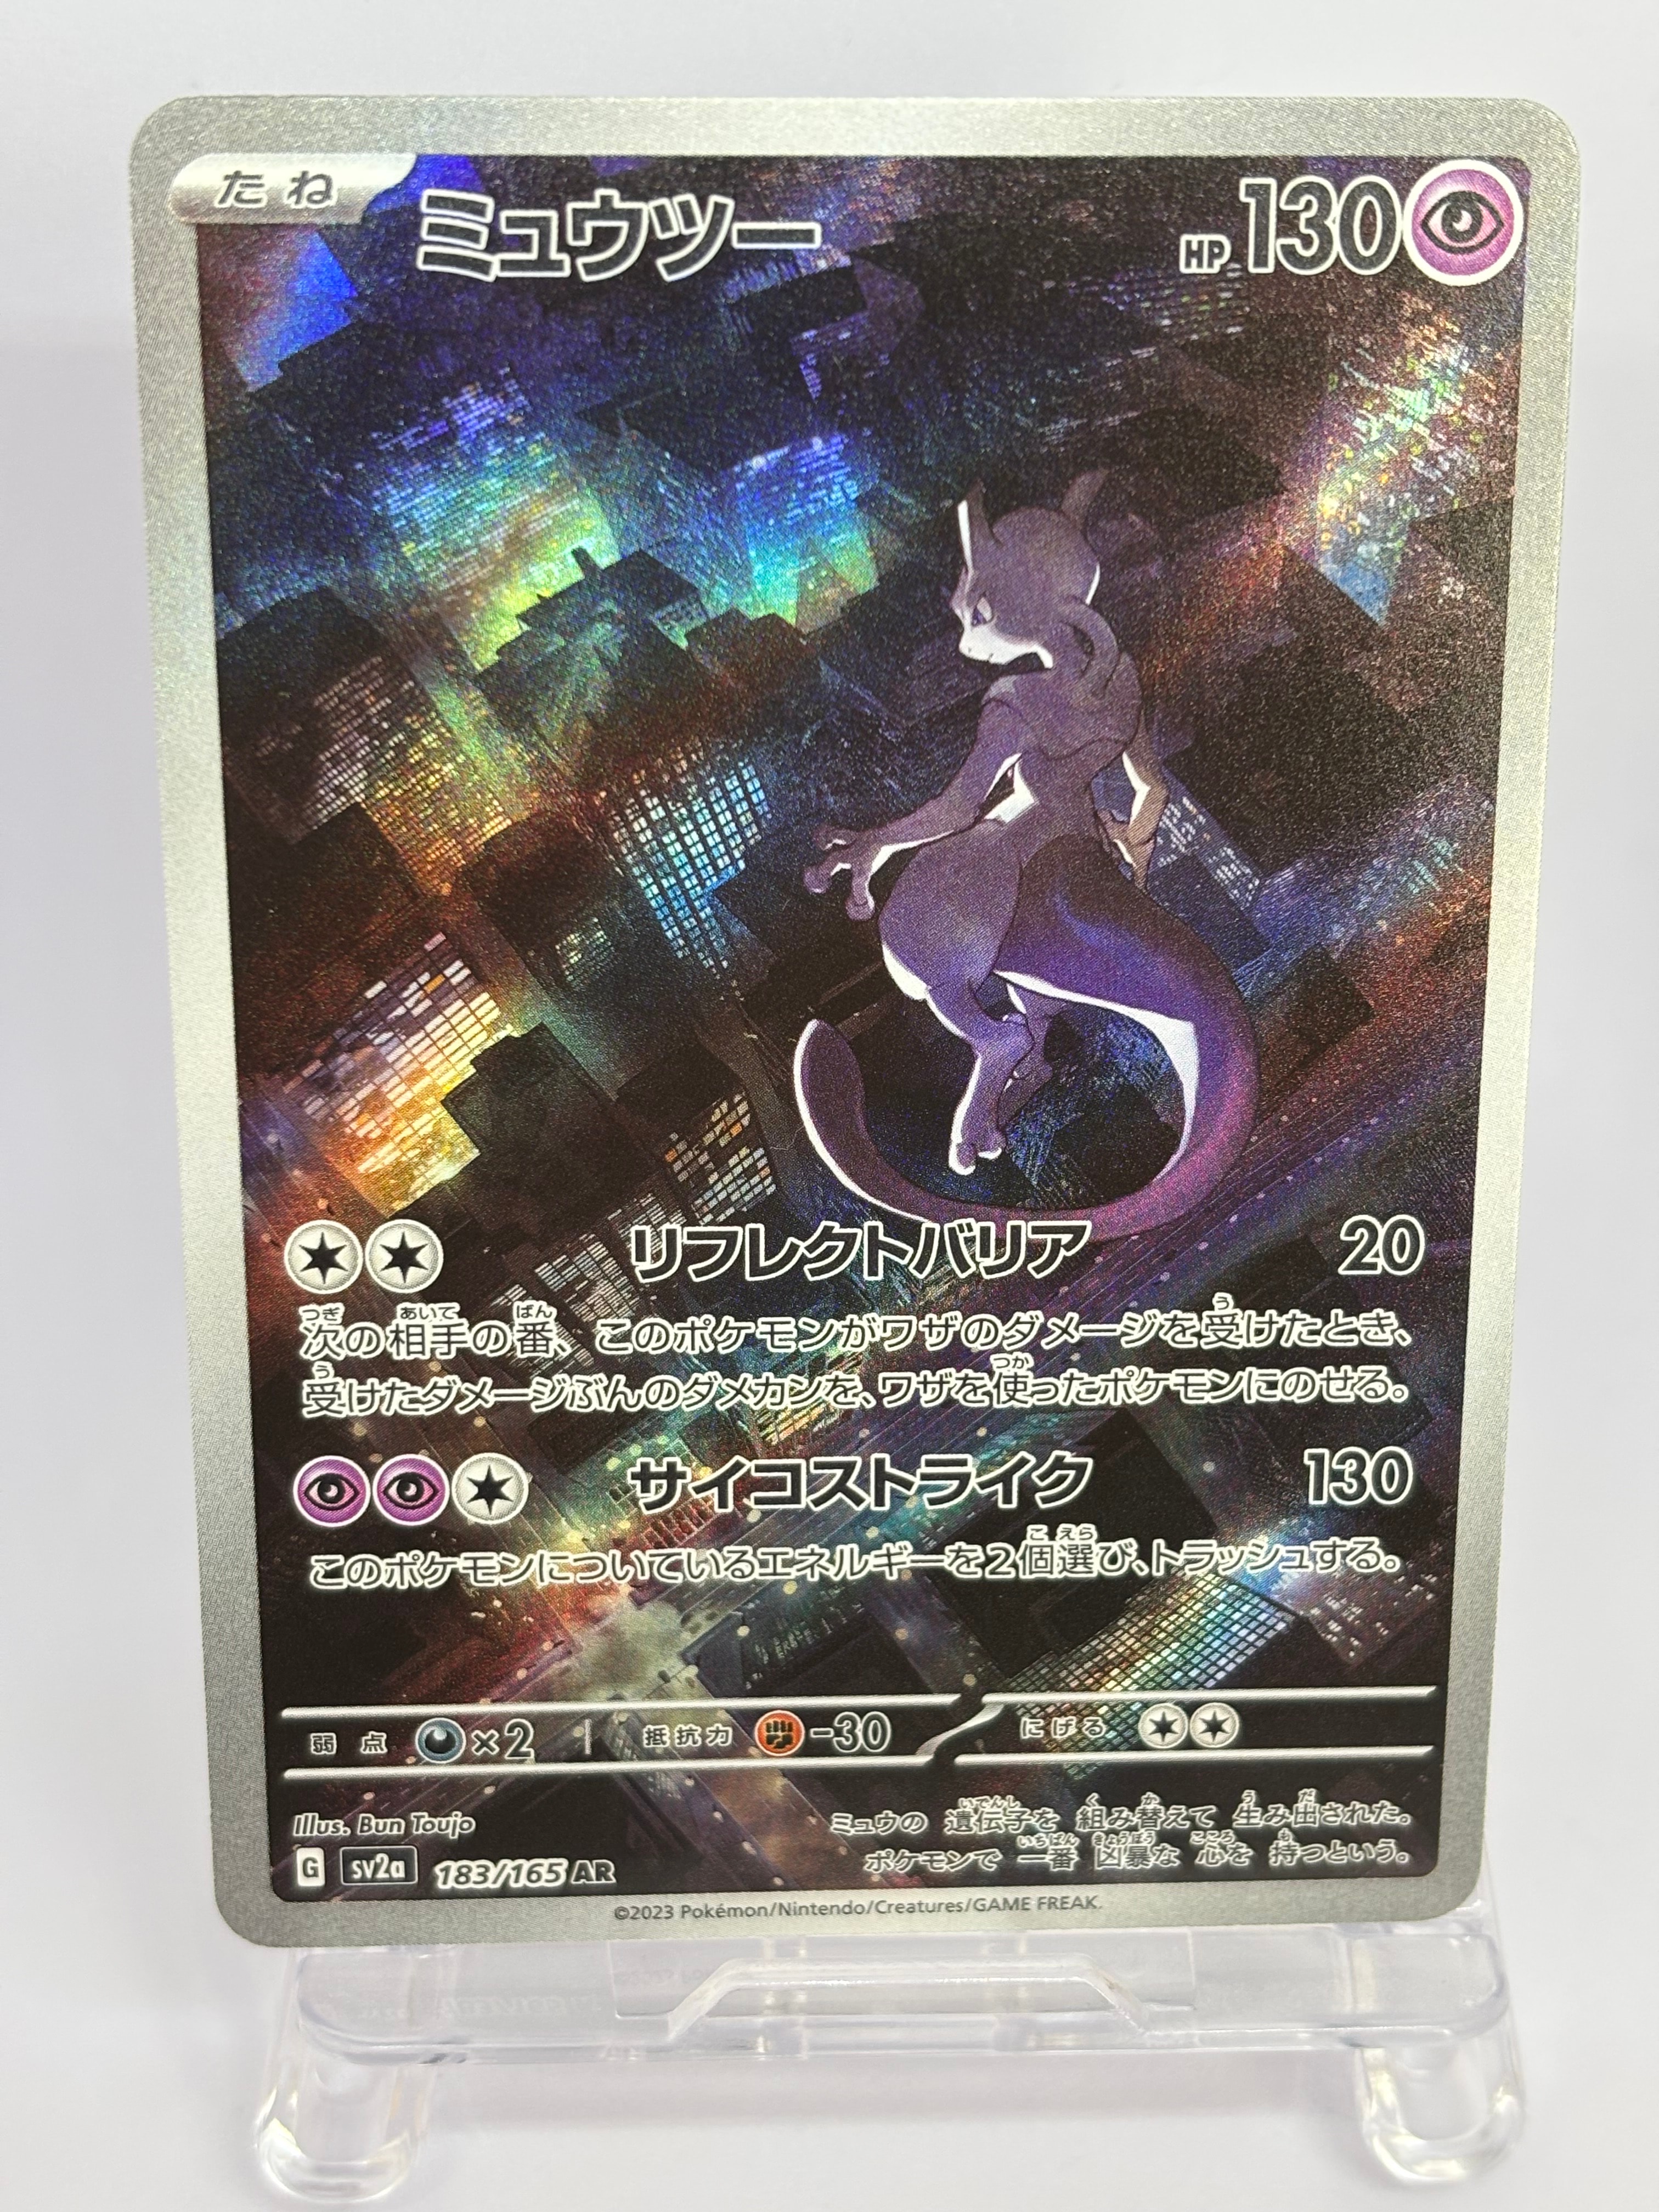 たね
ミュウツー
HP 130
リフレクトバリア 20
次の相手の番、このポケモンがワザのダメージを受けたとき、
受けたダメージぶんのダメカンを、ワザを使ったポケモンにのせる。
サイコストライク 130
このポケモンについているエネルギーを2個選び、トラッシュする。
弱点 ×2 抵抗力 -30 にげる
Illus. Bun Toujo
ミュウの 遺伝子を 組み替えて 生み出された。
ポケモンで 一番 凶暴な 心を 持つという。
G sv2a 183/165 AR
©2023 Pokémon/Nintendo/Creatures/GAME FREAK.